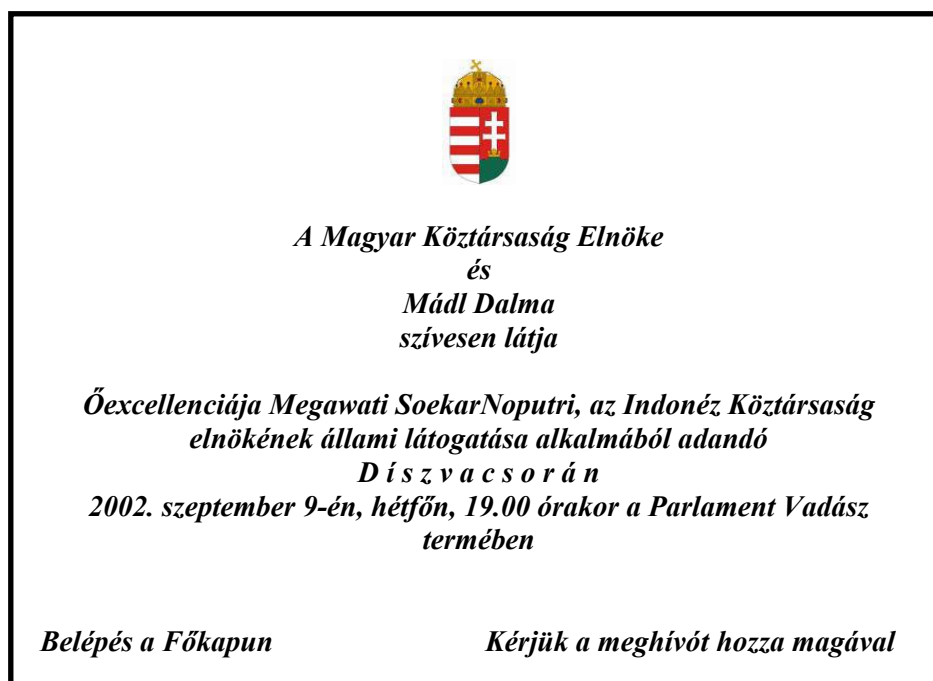 A Magyar Köztársaság Elnöke
és
Mádl Dalma
szívesen látja
Őexcellenciája Megawati SoekarNoputri, az Indonéz Köztársaság
elnökének állami látogatása alkalmából adandó
D í s z v a c s o r á n
2002. szeptember 9-én, hétfőn, 19.00 órakor a Parlament Vadász
termében
Belépés a Főkapun Kérjük a meghívót hozza magával